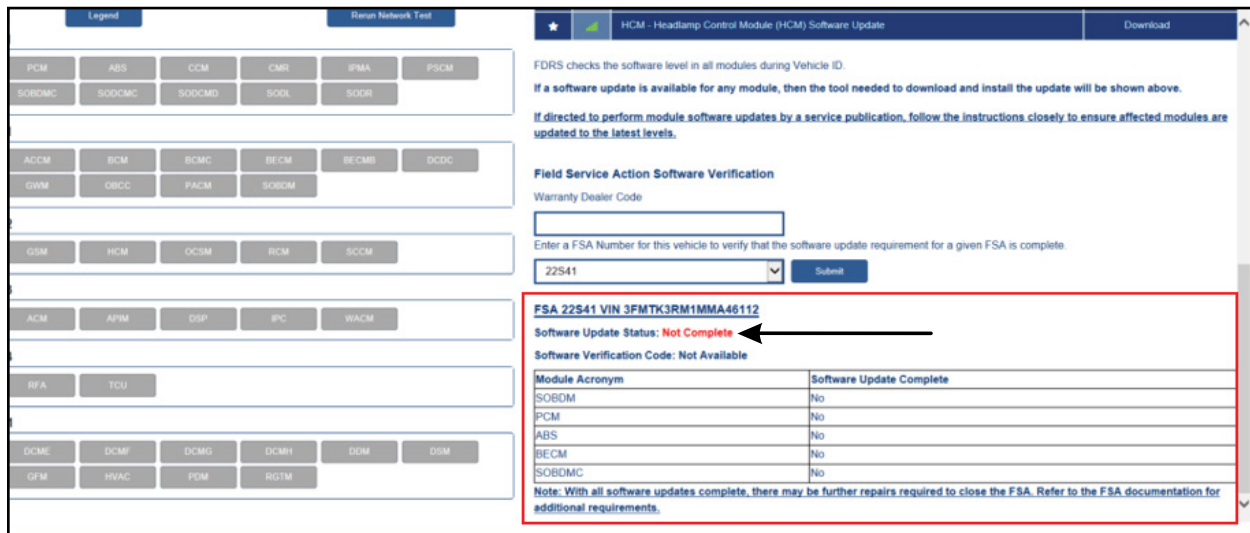 Legend
Rerun Network Test
PCM ABS CCM CMR IPMA PSCM
SOBDMC SODCMC SODCMD SODL SODR
ACCM BCM BCMC BECM BECMB DCDC
GWM OBCC PACM SOBDM
GSM HCM OCSM RCM SCCM
ACM APIM DSP IPC WACM
RFA TCU
DCME DCMF DCMG DCMH DDM DSM
GFM HVAC PDM RGTM
HCM - Headlamp Control Module (HCM) Software Update Download
FDRS checks the software level in all modules during Vehicle ID.
If a software update is available for any module, then the tool needed to download and install the update will be shown above.
If directed to perform module software updates by a service publication, follow the instructions closely to ensure affected modules are
updated to the latest levels.
Field Service Action Software Verification
Warranty Dealer Code
Enter a FSA Number for this vehicle to verify that the software update requirement for a given FSA is complete.
22S41 Submit
FSA 22S41 VIN 3FMTK3RM1MMA46112
Software Update Status: Not Complete
Software Verification Code: Not Available
Module Acronym Software Update Complete
SOBDM No
PCM No
ABS No
BECM No
SOBDMC No
Note: With all software updates complete, there may be further repairs required to close the FSA. Refer to the FSA documentation for
additional requirements.